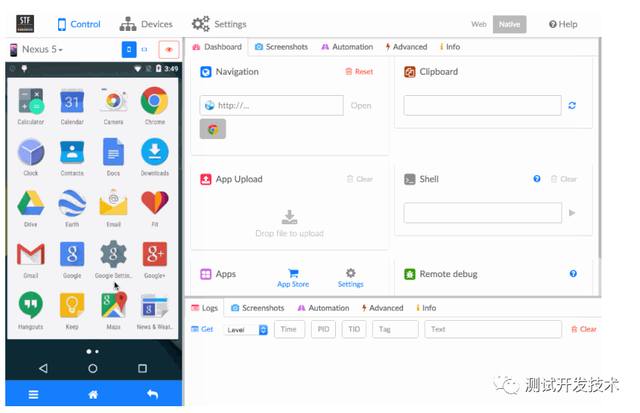 STF
Control
Devices
Settings
Web
Native
Help
Nexus 5
Dashboard
Screenshots
Automation
Advanced
Info
3:49
Calculator
Calendar
Camera
Chrome
Clock
Contacts
Docs
Downloads
Drive
Earth
Email
Fit
Gmail
Google
Google Settin..
Google+
Hangouts
Keep
Maps
News & Weat..
Navigation
Reset
http://...
Open
Clipboard
App Upload
Clear
Drop file to upload
Shell
Clear
Apps
App Store
Settings
Remote debug
Logs
Screenshots
Automation
Advanced
Info
Get
Level
Time
PID
TID
Tag
Text
Clear
测试开发技术